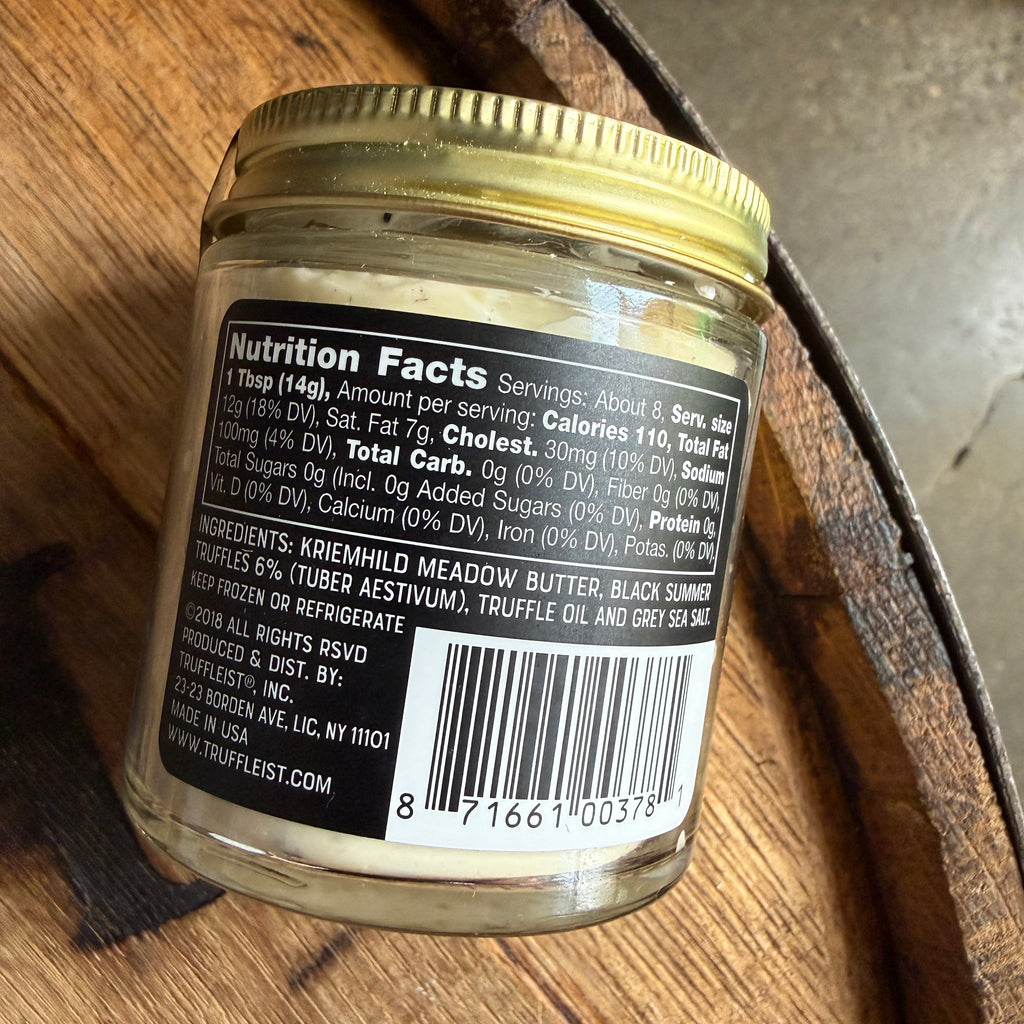 Nutrition Facts Servings: About 8, Serv. size
1 Tbsp (14g), Amount per serving: Calories 110, Total Fat
12g (18% DV), Sat. Fat 7g, Cholest. 30mg (10% DV), Sodium
100mg (4% DV), Total Carb. 0g (0% DV), Fiber 0g (0% DV),
Total Sugars 0g (Incl. 0g Added Sugars (0% DV), Protein 0g,
Vit. D (0% DV), Calcium (0% DV), Iron (0% DV), Potas. (0% DV)
INGREDIENTS: KRIEMHILD MEADOW BUTTER, BLACK SUMMER
TRUFFLES 6% (TUBER AESTIVUM), TRUFFLE OIL AND GREY SEA SALT.
KEEP FROZEN OR REFRIGERATE
©2018 ALL RIGHTS RSVD
PRODUCED & DIST. BY:
TRUFFLEIST®, INC.
23-23 BORDEN AVE, LIC, NY 11101
MADE IN USA
WWW.TRUFFLEIST.COM
8 71661 00378 1